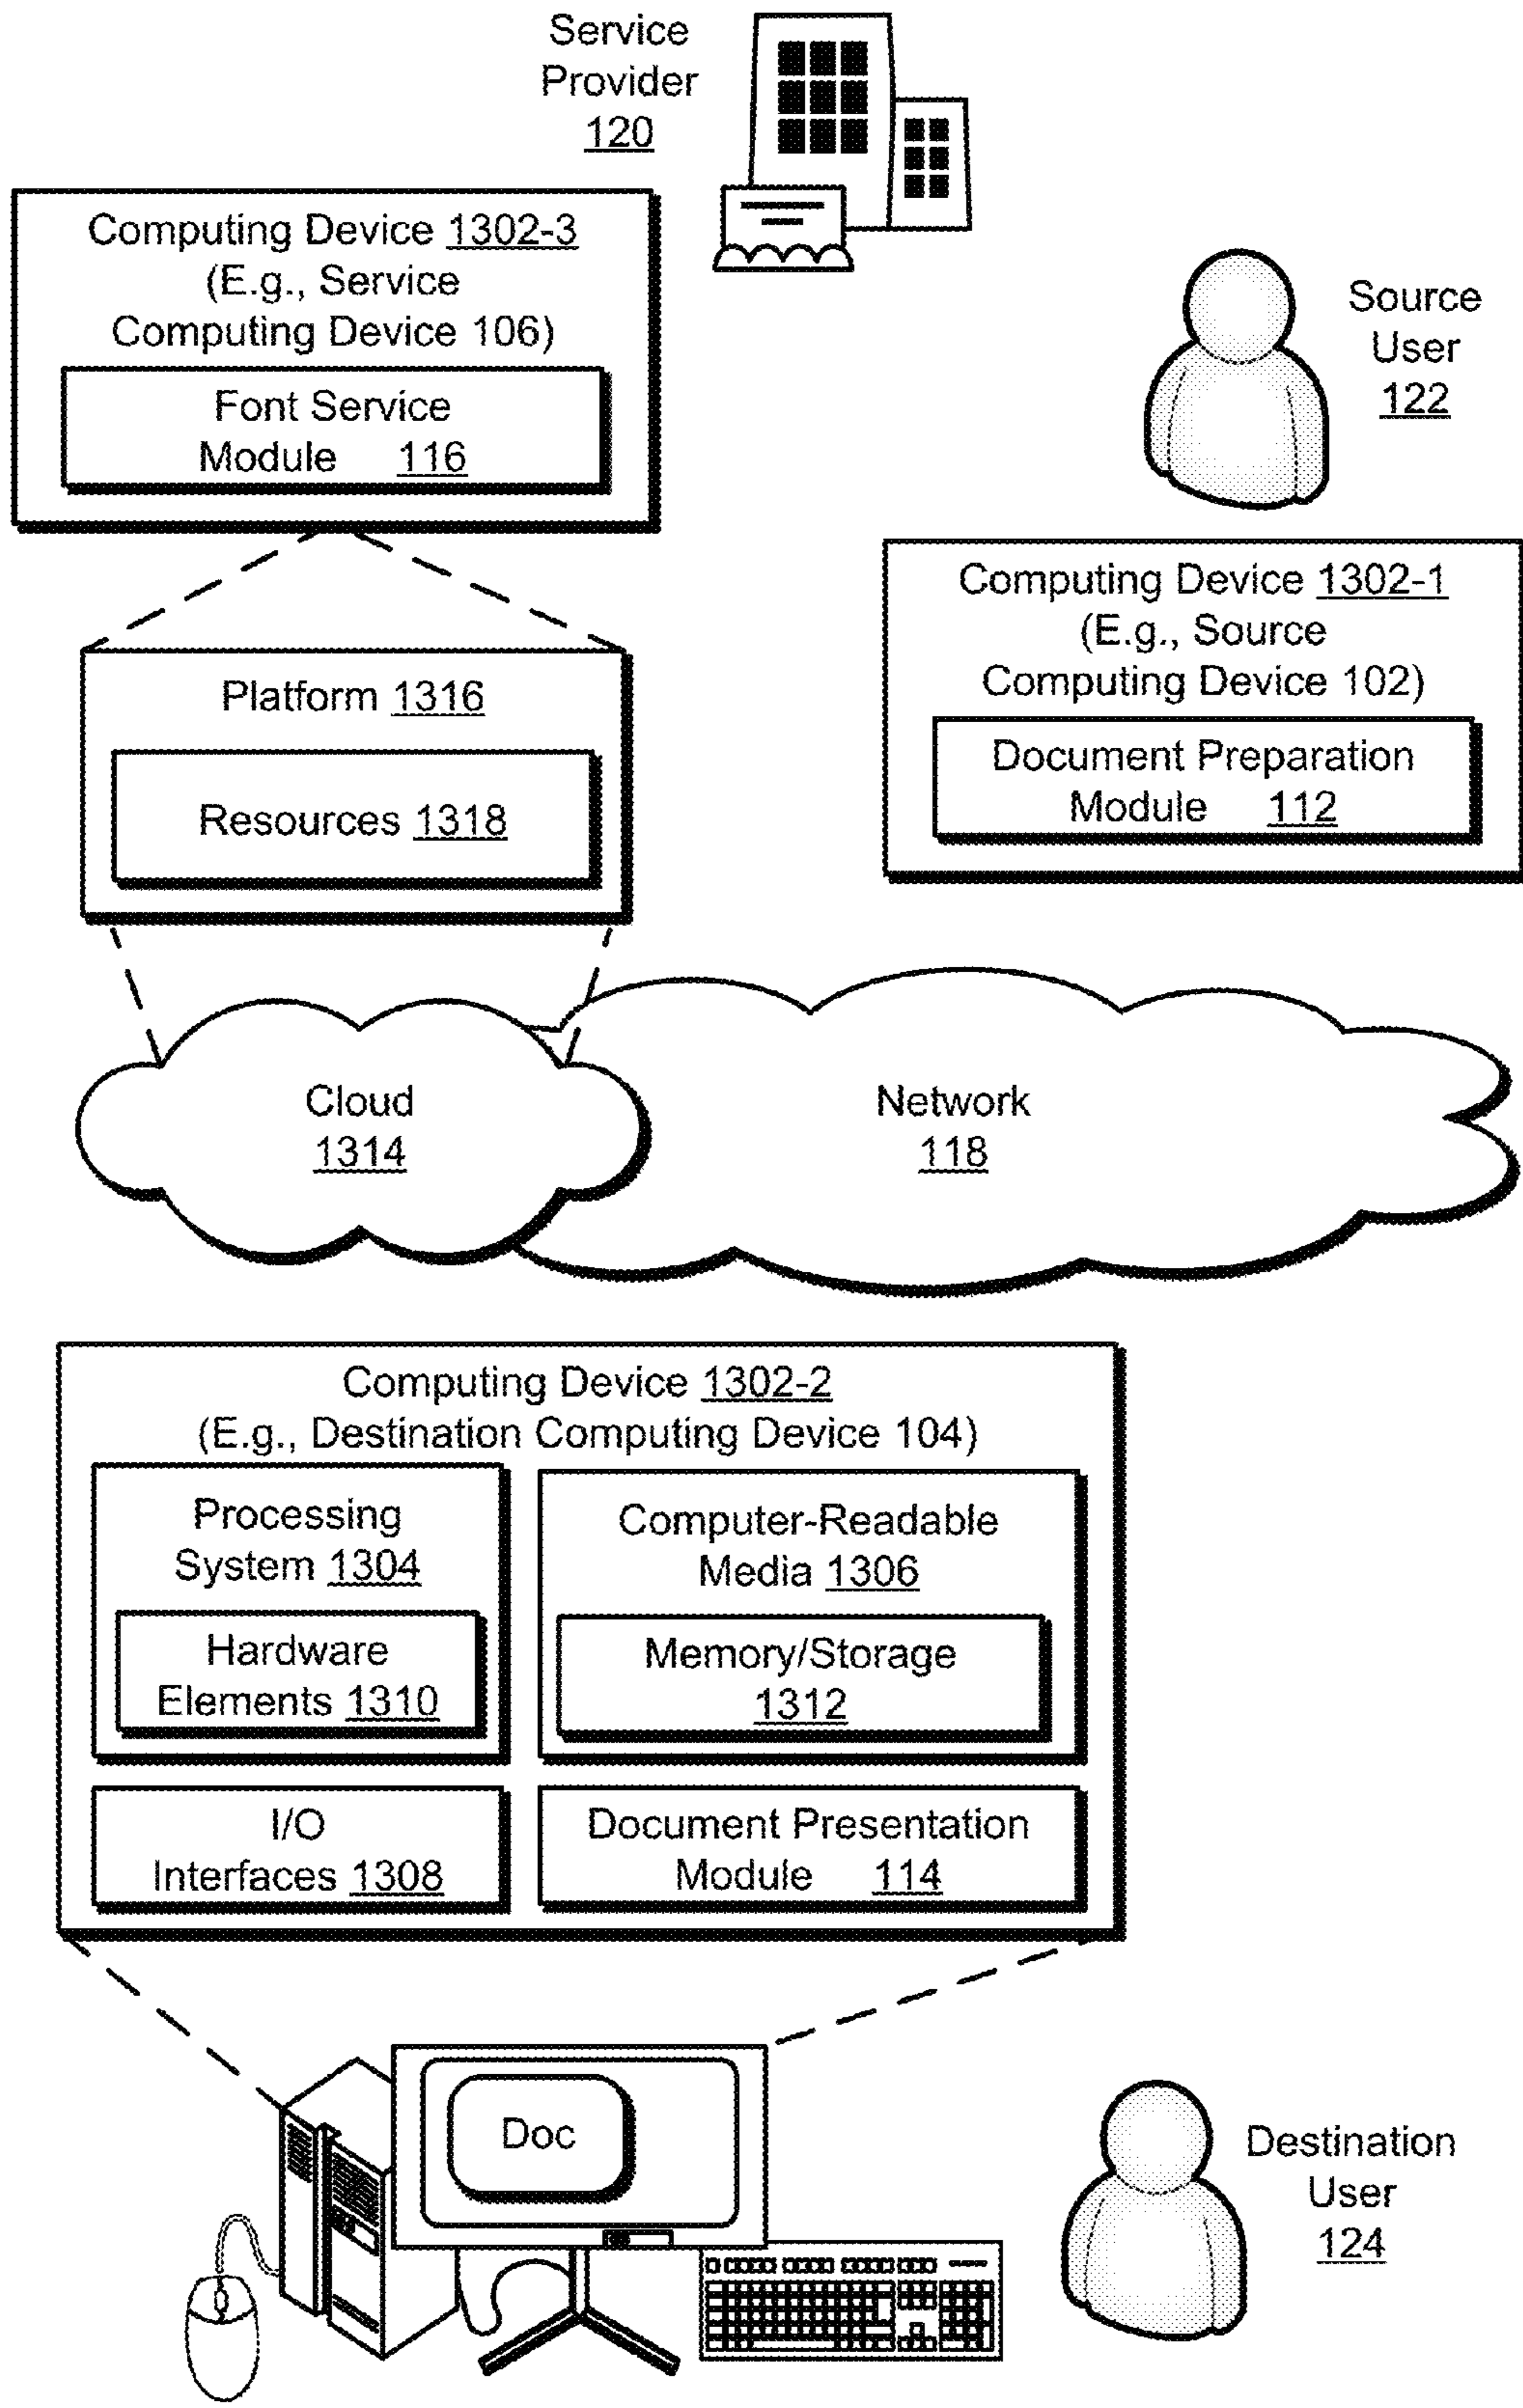 Service
Provider
120
Computing Device 1302-3
(E.g., Service
Computing Device 106)
Font Service
Module 116
Source
User
122
Computing Device 1302-1
(E.g., Source
Computing Device 102)
Document Preparation
Module 112
Platform 1316
Resources 1318
Cloud
1314
Network
118
Computing Device 1302-2
(E.g., Destination Computing Device 104)
Processing
System 1304
Hardware
Elements 1310
Computer-Readable
Media 1306
Memory/Storage
1312
I/O
Interfaces 1308
Document Presentation
Module 114
Doc
Destination
User
124